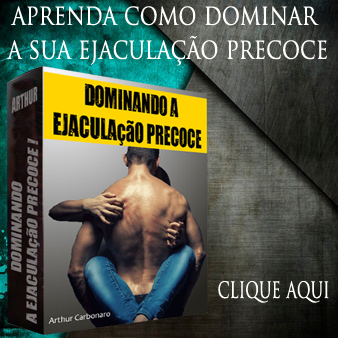 APRENDA COMO DOMINAR
A SUA EJACULAÇÃO PRECOCE
ARTHUR
DOMINANDO
A EJACULAÇÃO PRECOCE !
DOMINANDO A
EJACULAÇÃO PRECOCE
Arthur Carbonaro
CLIQUE AQUI